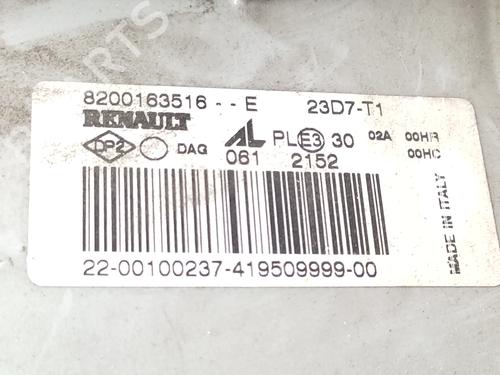 8200163516 - - E 23D7-T1
RENAULT AL PL E3 30 02A 00HR
DP2 DAG 061 2152 00HC
22-00100237-419509999-00
MADE IN ITALY